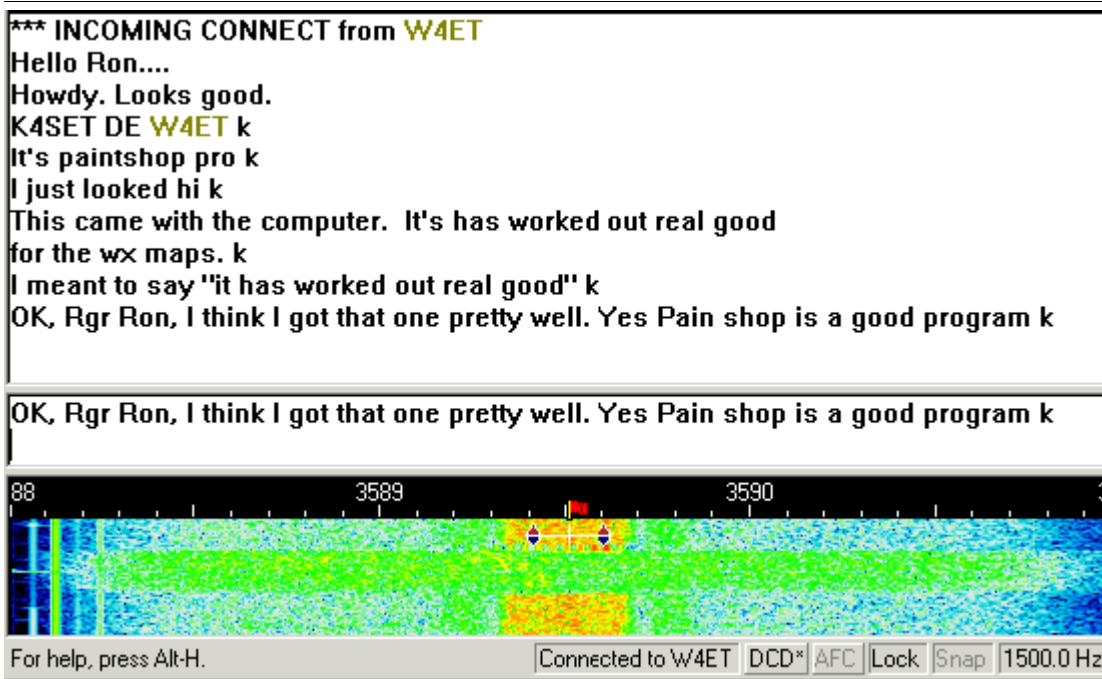 *** INCOMING CONNECT from W4ET
Hello Ron....
Howdy. Looks good.
K4SET DE W4ET k
It's paintshop pro k
I just looked hi k
This came with the computer.  It's has worked out real good
for the wx maps. k
I meant to say "it has worked out real good" k
OK, Rgr Ron, I think I got that one pretty well. Yes Pain shop is a good program k
OK, Rgr Ron, I think I got that one pretty well. Yes Pain shop is a good program k
88 3589 3590
For help, press Alt-H. Connected to W4ET DCD* AFC Lock Snap 1500.0 Hz